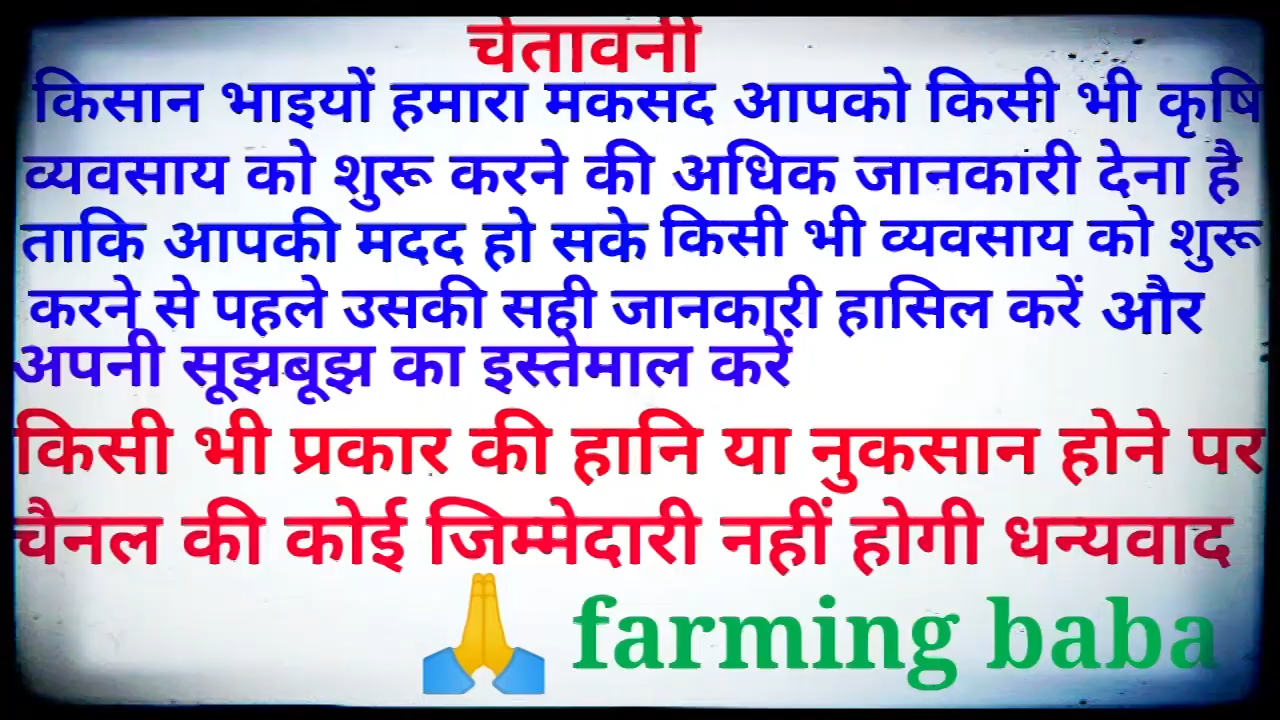 चेतावनी
किसान भाइयों हमारा मकसद आपको किसी भी कृषि
व्यवसाय को शुरू करने की अधिक जानकारी देना है
ताकि आपकी मदद हो सके किसी भी व्यवसाय को शुरू
करने से पहले उसकी सही जानकारी हासिल करें और
अपनी सूझबूझ का इस्तेमाल करें
किसी भी प्रकार की हानि या नुकसान होने पर
चैनल की कोई जिम्मेदारी नहीं होगी धन्यवाद
🙏 farming baba